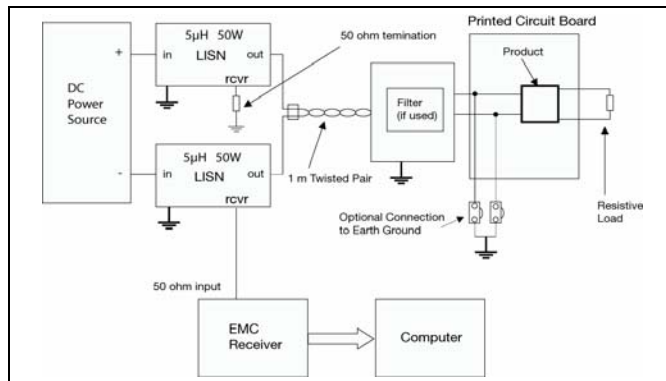 Printed Circuit Board
5µH 50W
LISN
in
out
rcvr
50 ohm temination
Product
+
DC
Power
Source
-
Filter
(if used)
5µH 50W
LISN
in
out
rcvr
1 m Twisted Pair
Optional Connection
to Earth Ground
Resistive
Load
50 ohm input
EMC
Receiver
Computer